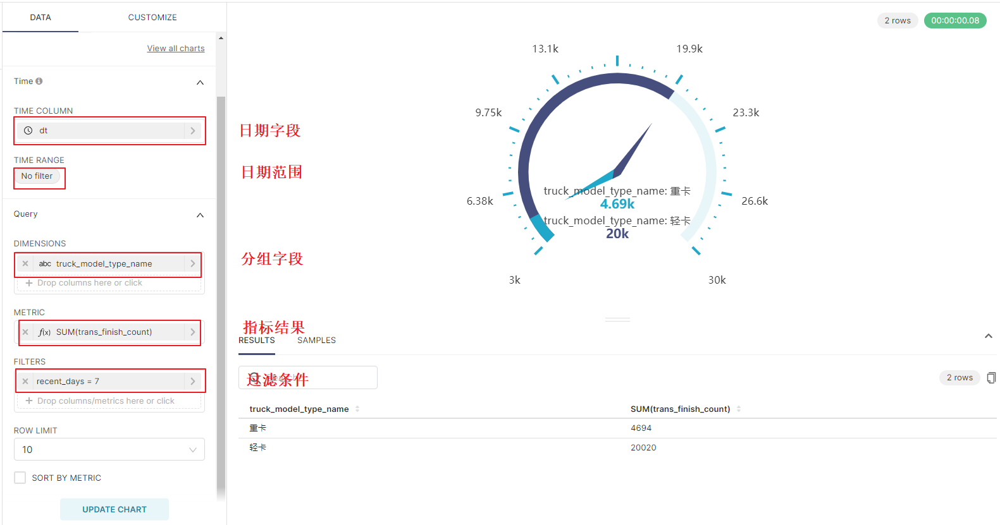 DATA
CUSTOMIZE
View all charts
Time
TIME COLUMN
dt
日期字段
TIME RANGE
No filter
日期范围
Query
DIMENSIONS
abc truck_model_type_name
Drop columns here or click
分组字段
METRIC
f(x) SUM(trans_finish_count)
指标结果
FILTERS
recent_days = 7
过滤条件
Drop columns/metrics here or click
ROW LIMIT
10
SORT BY METRIC
UPDATE CHART
2 rows
00:00:00.08
13.1k
19.9k
9.75k
23.3k
6.38k
26.6k
3k
30k
truck_model_type_name: 重卡
4.69k
truck_model_type_name: 轻卡
20k
RESULTS
SAMPLES
2 rows
truck_model_type_name
SUM(trans_finish_count)
重卡
4694
轻卡
20020